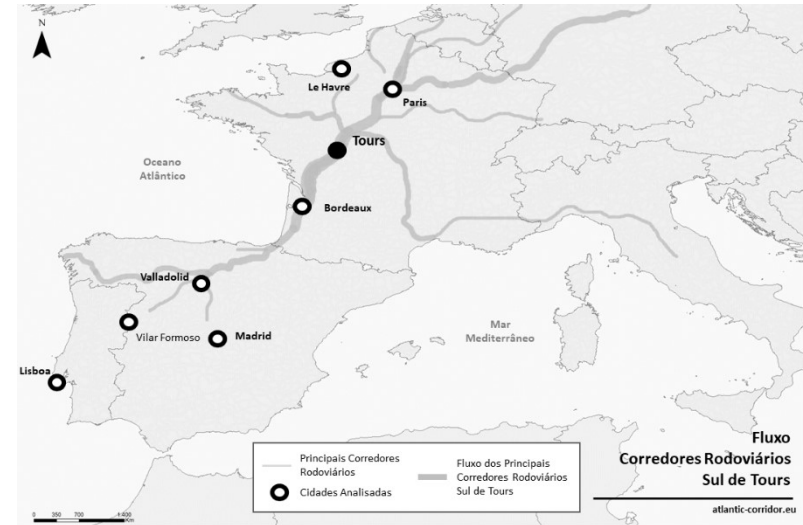 N
Le Havre
Paris
Tours
Oceano
Atlântico
Bordeaux
Valladolid
Vilar Formoso
Madrid
Mar
Mediterrâneo
Lisboa
Principais Corredores
Rodoviários
Cidades Analisadas
Fluxo dos Principais
Corredores Rodoviários
Sul de Tours
Fluxo
Corredores Rodoviários
Sul de Tours
atlantic-corridor.eu
0 350 700 1 400
Km